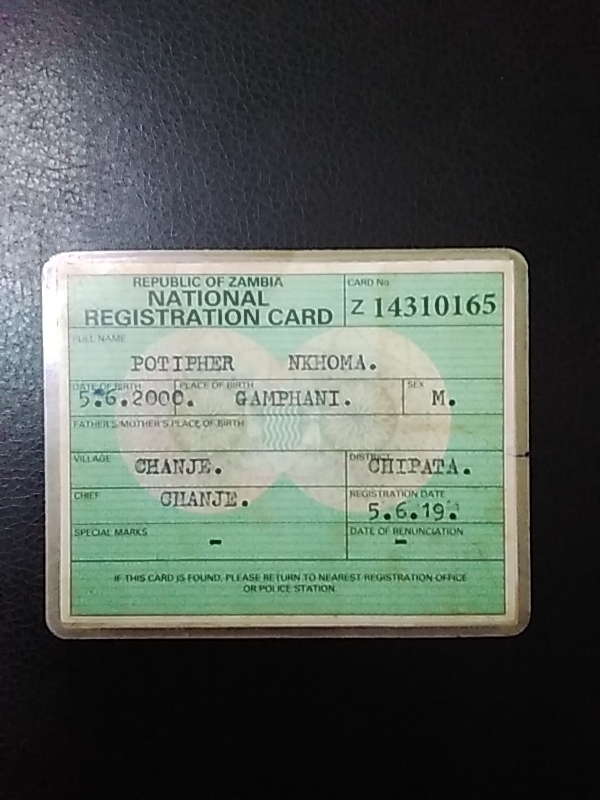 REPUBLIC OF ZAMBIA
NATIONAL
REGISTRATION CARD
CARD No
Z 14310165
FULL NAME
POTIPHER NKHOMA.
DATE OF BIRTH PLACE OF BIRTH SEX
5.6.2000. GAMPHANI. M.
FATHER'S/MOTHER'S PLACE OF BIRTH
VILLAGE CHANJE. DISTRICT CHIPATA.
CHIEF CHANJE. REGISTRATION DATE
5.6.19.
SPECIAL MARKS - DATE OF RENUNCIATION -
IF THIS CARD IS FOUND, PLEASE RETURN TO NEAREST REGISTRATION OFFICE
OR POLICE STATION.